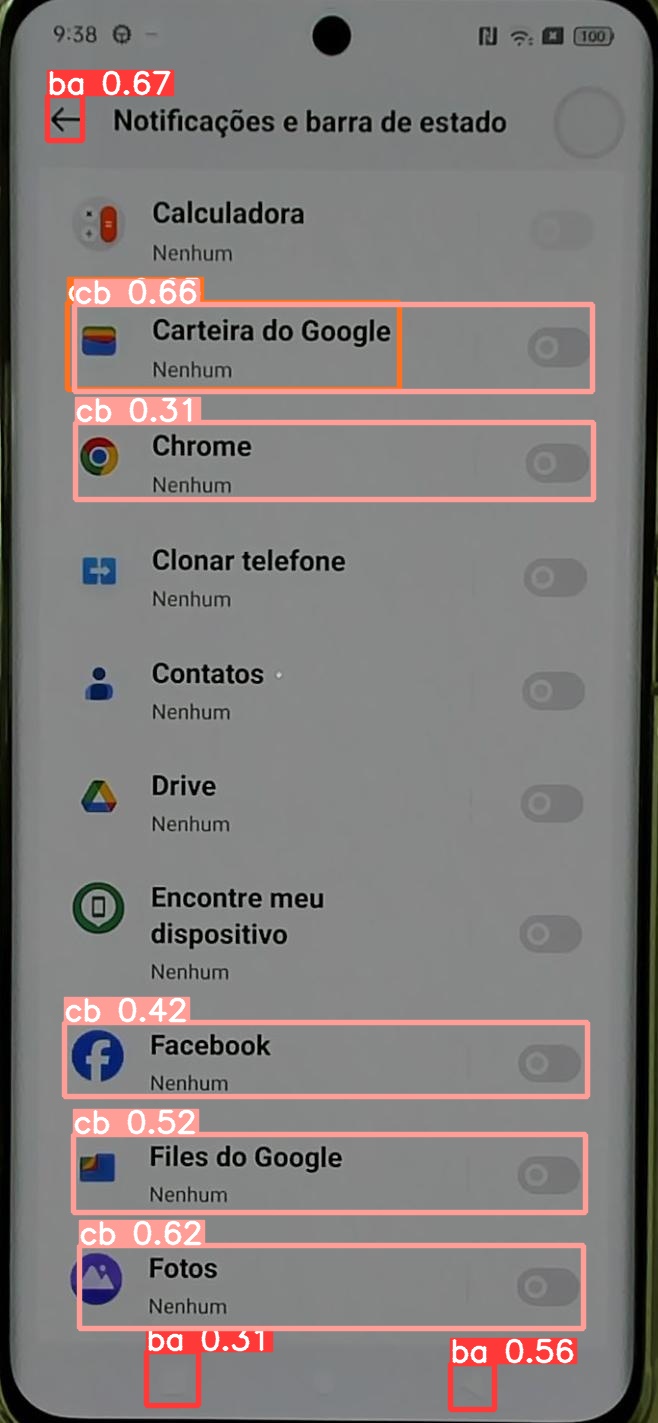 9:38
100
ba 0.67
Notificações e barra de estado
Calculadora
Nenhum
cb 0.66
Carteira do Google
Nenhum
cb 0.31
Chrome
Nenhum
Clonar telefone
Nenhum
Contatos
Nenhum
Drive
Nenhum
Encontre meu
dispositivo
Nenhum
cb 0.42
Facebook
Nenhum
cb 0.52
Files do Google
Nenhum
cb 0.62
Fotos
Nenhum
ba 0.31
ba 0.56